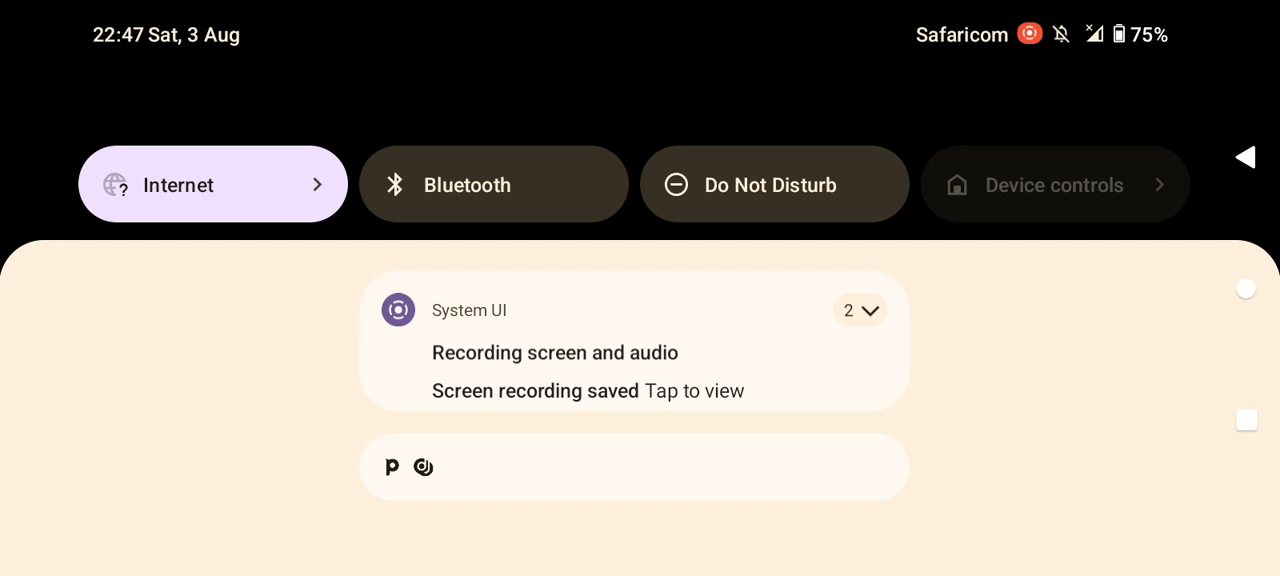 22:47 Sat, 3 Aug
Safaricom 75%
Internet
Bluetooth
Do Not Disturb
Device controls
System UI
2
Recording screen and audio
Screen recording saved Tap to view